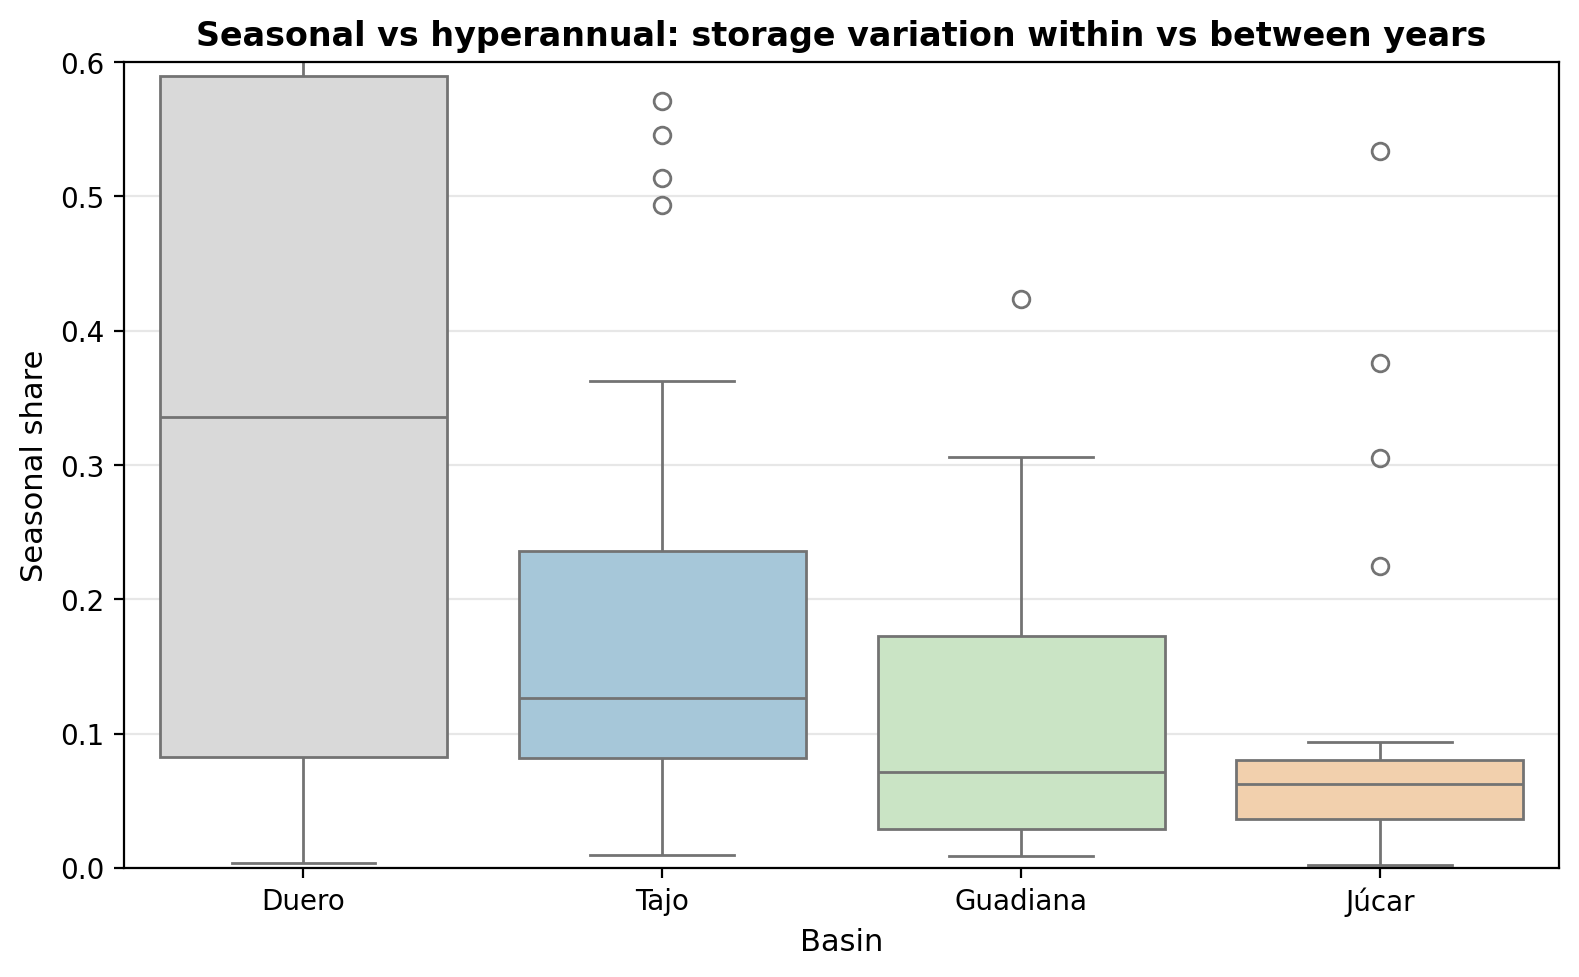 Seasonal vs hyperannual: storage variation within vs between years
0.6
0.5
0.4
0.3
0.2
0.1
0.0
Seasonal share
Duero
Tajo
Guadiana
Júcar
Basin